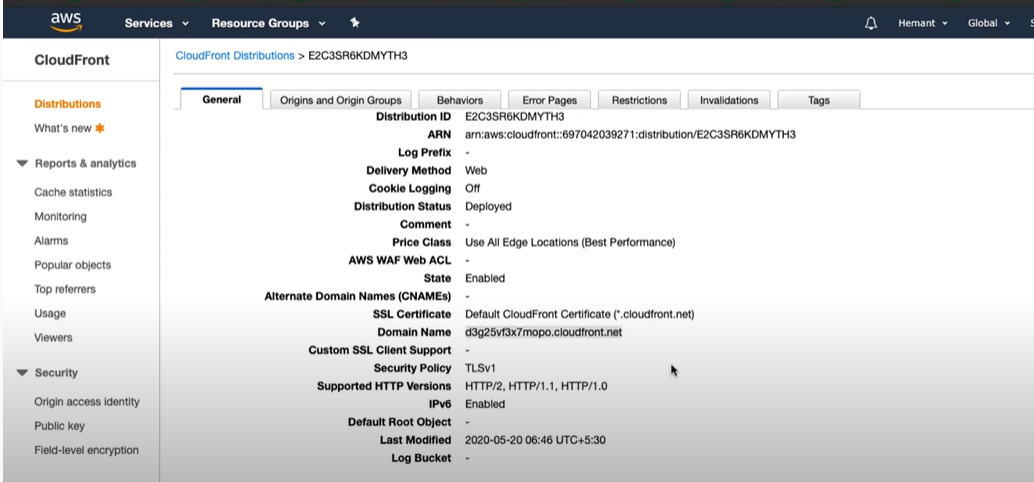 aws Services Resource Groups Hemant Global
CloudFront
CloudFront Distributions > E2C3SR6KDMYTH3
Distributions
What's new
Reports & analytics
Cache statistics
Monitoring
Alarms
Popular objects
Top referrers
Usage
Viewers
Security
Origin access identity
Public key
Field-level encryption
General Origins and Origin Groups Behaviors Error Pages Restrictions Invalidations Tags
Distribution ID E2C3SR6KDMYTH3
ARN arn:aws:cloudfront::697042039271:distribution/E2C3SR6KDMYTH3
Log Prefix -
Delivery Method Web
Cookie Logging Off
Distribution Status Deployed
Comment -
Price Class Use All Edge Locations (Best Performance)
AWS WAF Web ACL -
State Enabled
Alternate Domain Names (CNAMEs) -
SSL Certificate Default CloudFront Certificate (*.cloudfront.net)
Domain Name d3g25vf3x7mopo.cloudfront.net
Custom SSL Client Support -
Security Policy TLSv1
Supported HTTP Versions HTTP/2, HTTP/1.1, HTTP/1.0
IPv6 Enabled
Default Root Object -
Last Modified 2020-05-20 06:46 UTC+5:30
Log Bucket -